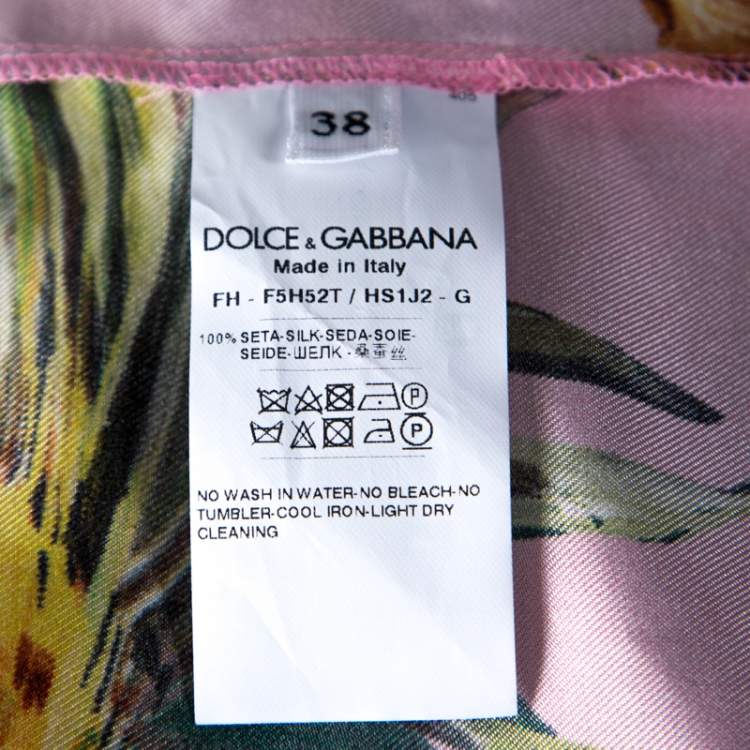 38
DOLCE & GABBANA
Made in Italy
FH - F5H52T / HS1J2 - G
100% SETA-SILK-SEDA-SOIE-
SEIDE-ШЕЛК - 桑蚕丝
P
P
NO WASH IN WATER-NO BLEACH-NO
TUMBLER-COOL IRON-LIGHT DRY
CLEANING